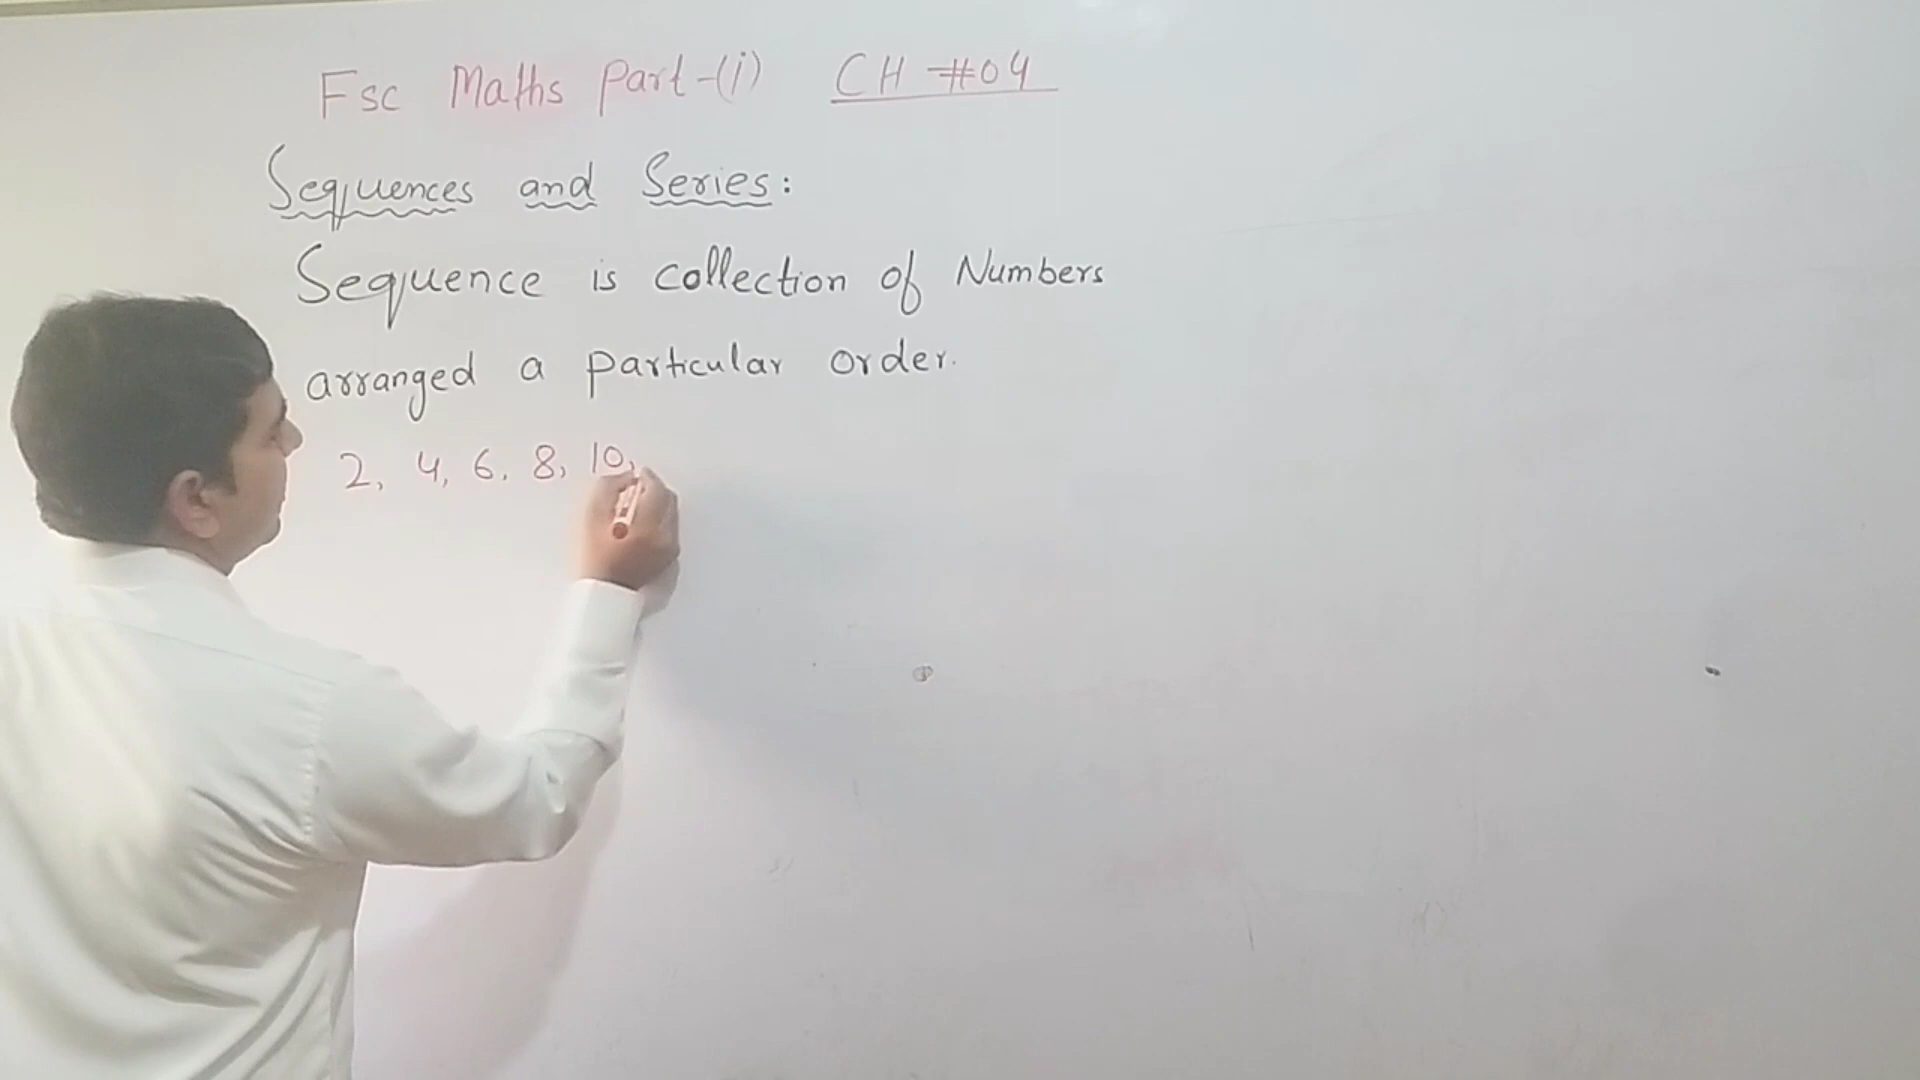 Fsc Maths Part-(i) CH #04
Sequences and Series:
Sequence is collection of Numbers
arranged a particular order.
2, 4, 6, 8, 10,